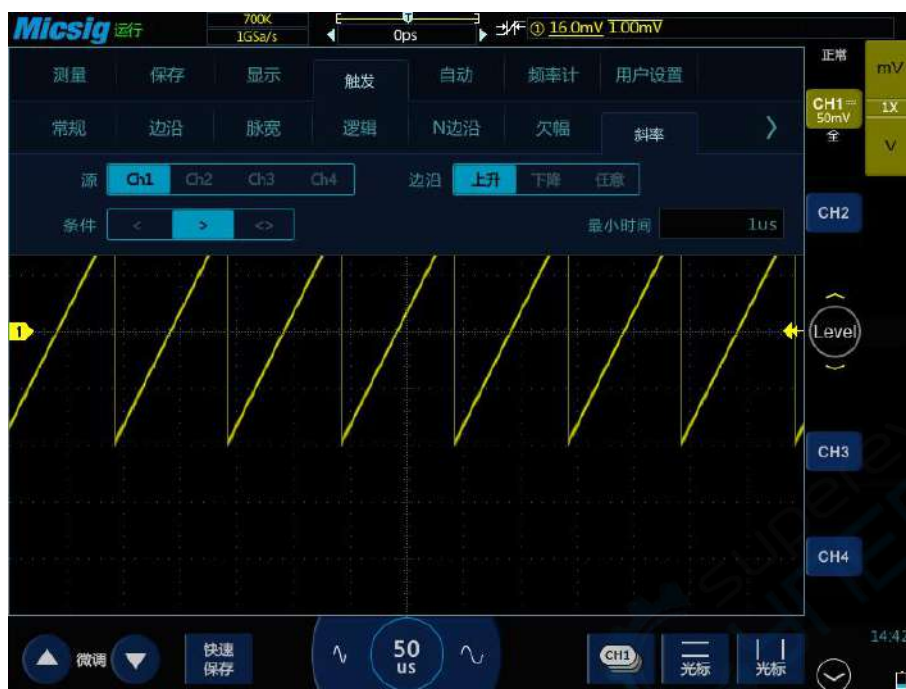 Micsig 运行 700K 1GSa/s 0ps ① 16.0mV 1.00mV
测量 保存 显示 触发 自动 频率计 用户设置 正常
mV
常规 边沿 脉宽 逻辑 N边沿 欠幅 斜率
CH1
50mV
全
1X
V
源 Ch1 Ch2 Ch3 Ch4 边沿 上升 下降 任意
条件 < > <> 最小时间 1us
CH2
1
Level
CH3
CH4
微调 快速保存 50 us CH1 光标 光标
14:42